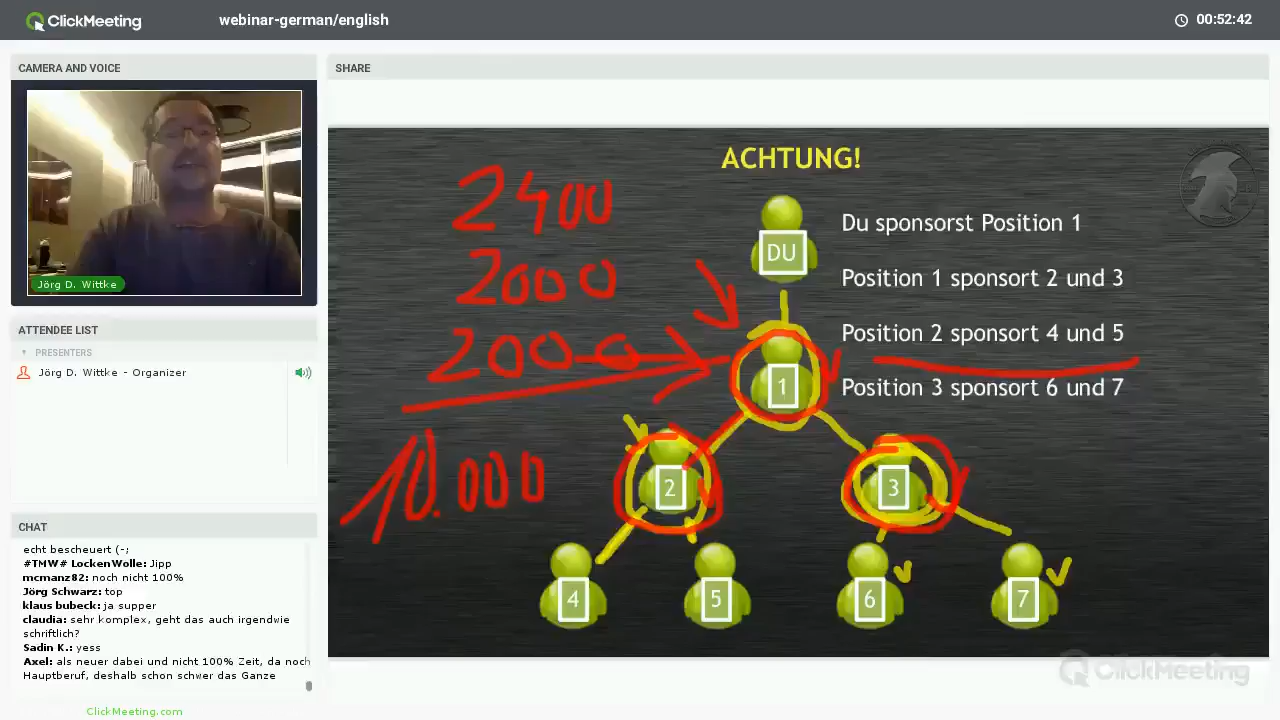 ClickMeeting
webinar-german/english
00:52:42
CAMERA AND VOICE
Jörg D. Wittke
ATTENDEE LIST
PRESENTERS
Jörg D. Wittke - Organizer
CHAT
echt bescheuert (-;
#TMW# LockenWolle: Jipp
mcmanz82: noch nicht 100%
Jörg Schwarz: top
klaus bubeck: ja supper
claudia: sehr komplex, geht das auch irgendwie
schriftlich?
Sadin K.: yess
Axel: als neuer dabei und nicht 100% Zeit, da noch
Hauptberuf, deshalb schon schwer das Ganze
ClickMeeting.com
SHARE
ACHTUNG!
2400
2000
2000
10.000
DU
1
2
3
4
5
6
7
Du sponsorst Position 1
Position 1 sponsort 2 und 3
Position 2 sponsort 4 und 5
Position 3 sponsort 6 und 7
ClickMeeting